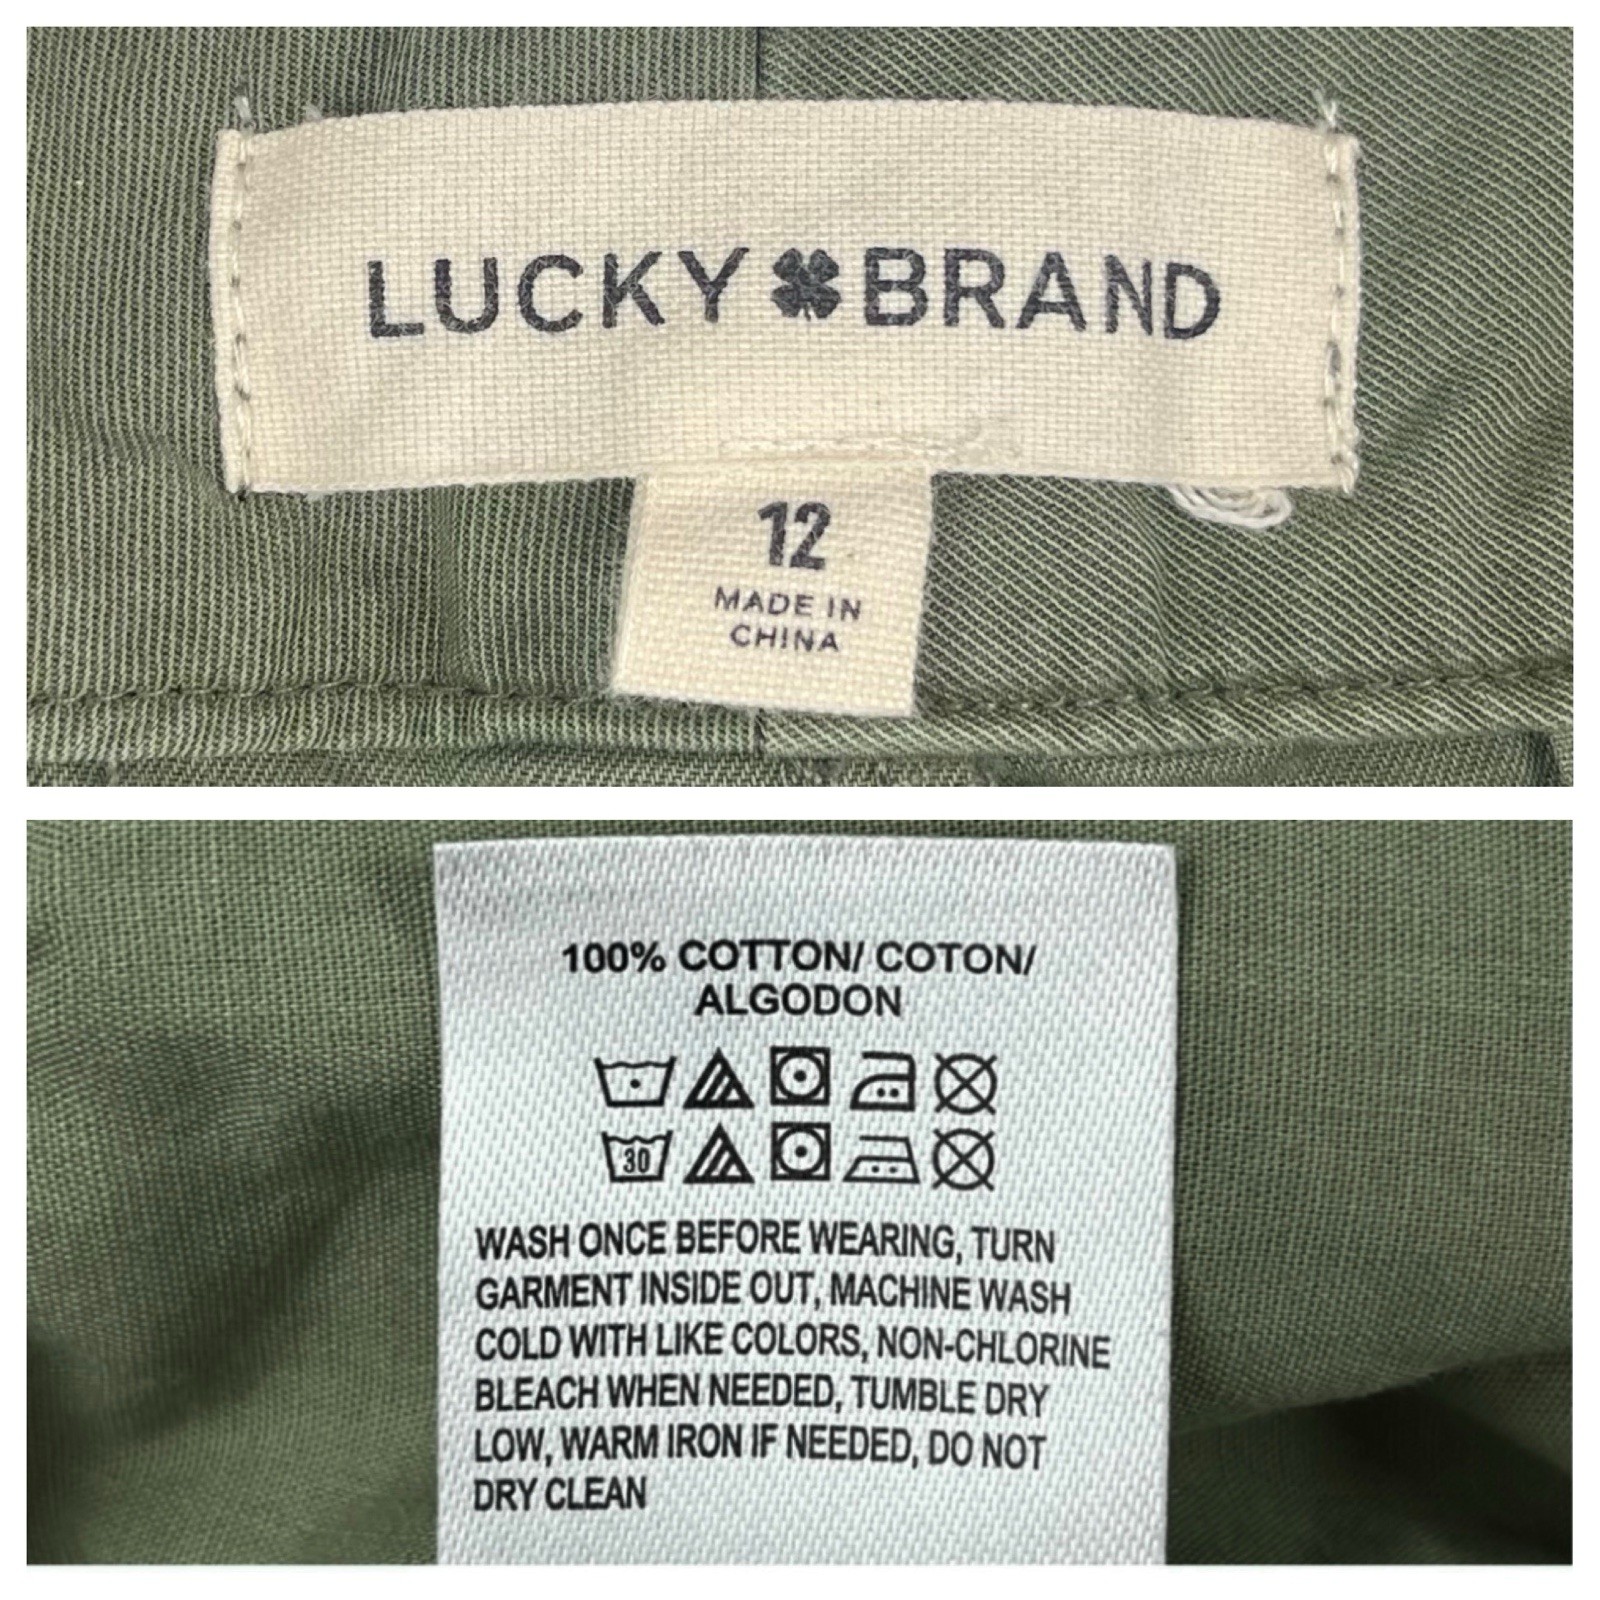 LUCKY BRAND
12
MADE IN
CHINA
100% COTTON/ COTON/
ALGODON
30
WASH ONCE BEFORE WEARING, TURN
GARMENT INSIDE OUT, MACHINE WASH
COLD WITH LIKE COLORS, NON-CHLORINE
BLEACH WHEN NEEDED, TUMBLE DRY
LOW, WARM IRON IF NEEDED, DO NOT
DRY CLEAN